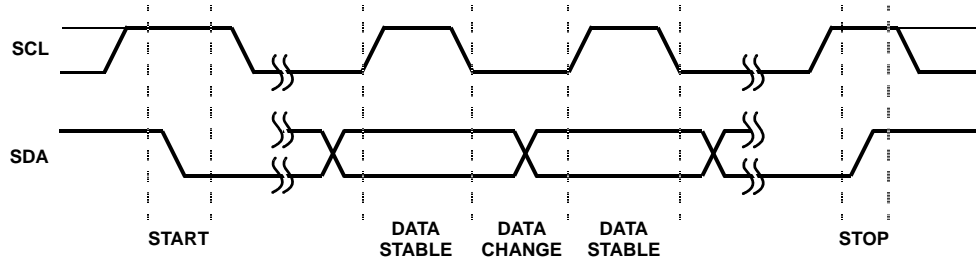 SCL
SDA
START
DATA
STABLE
DATA
CHANGE
DATA
STABLE
STOP